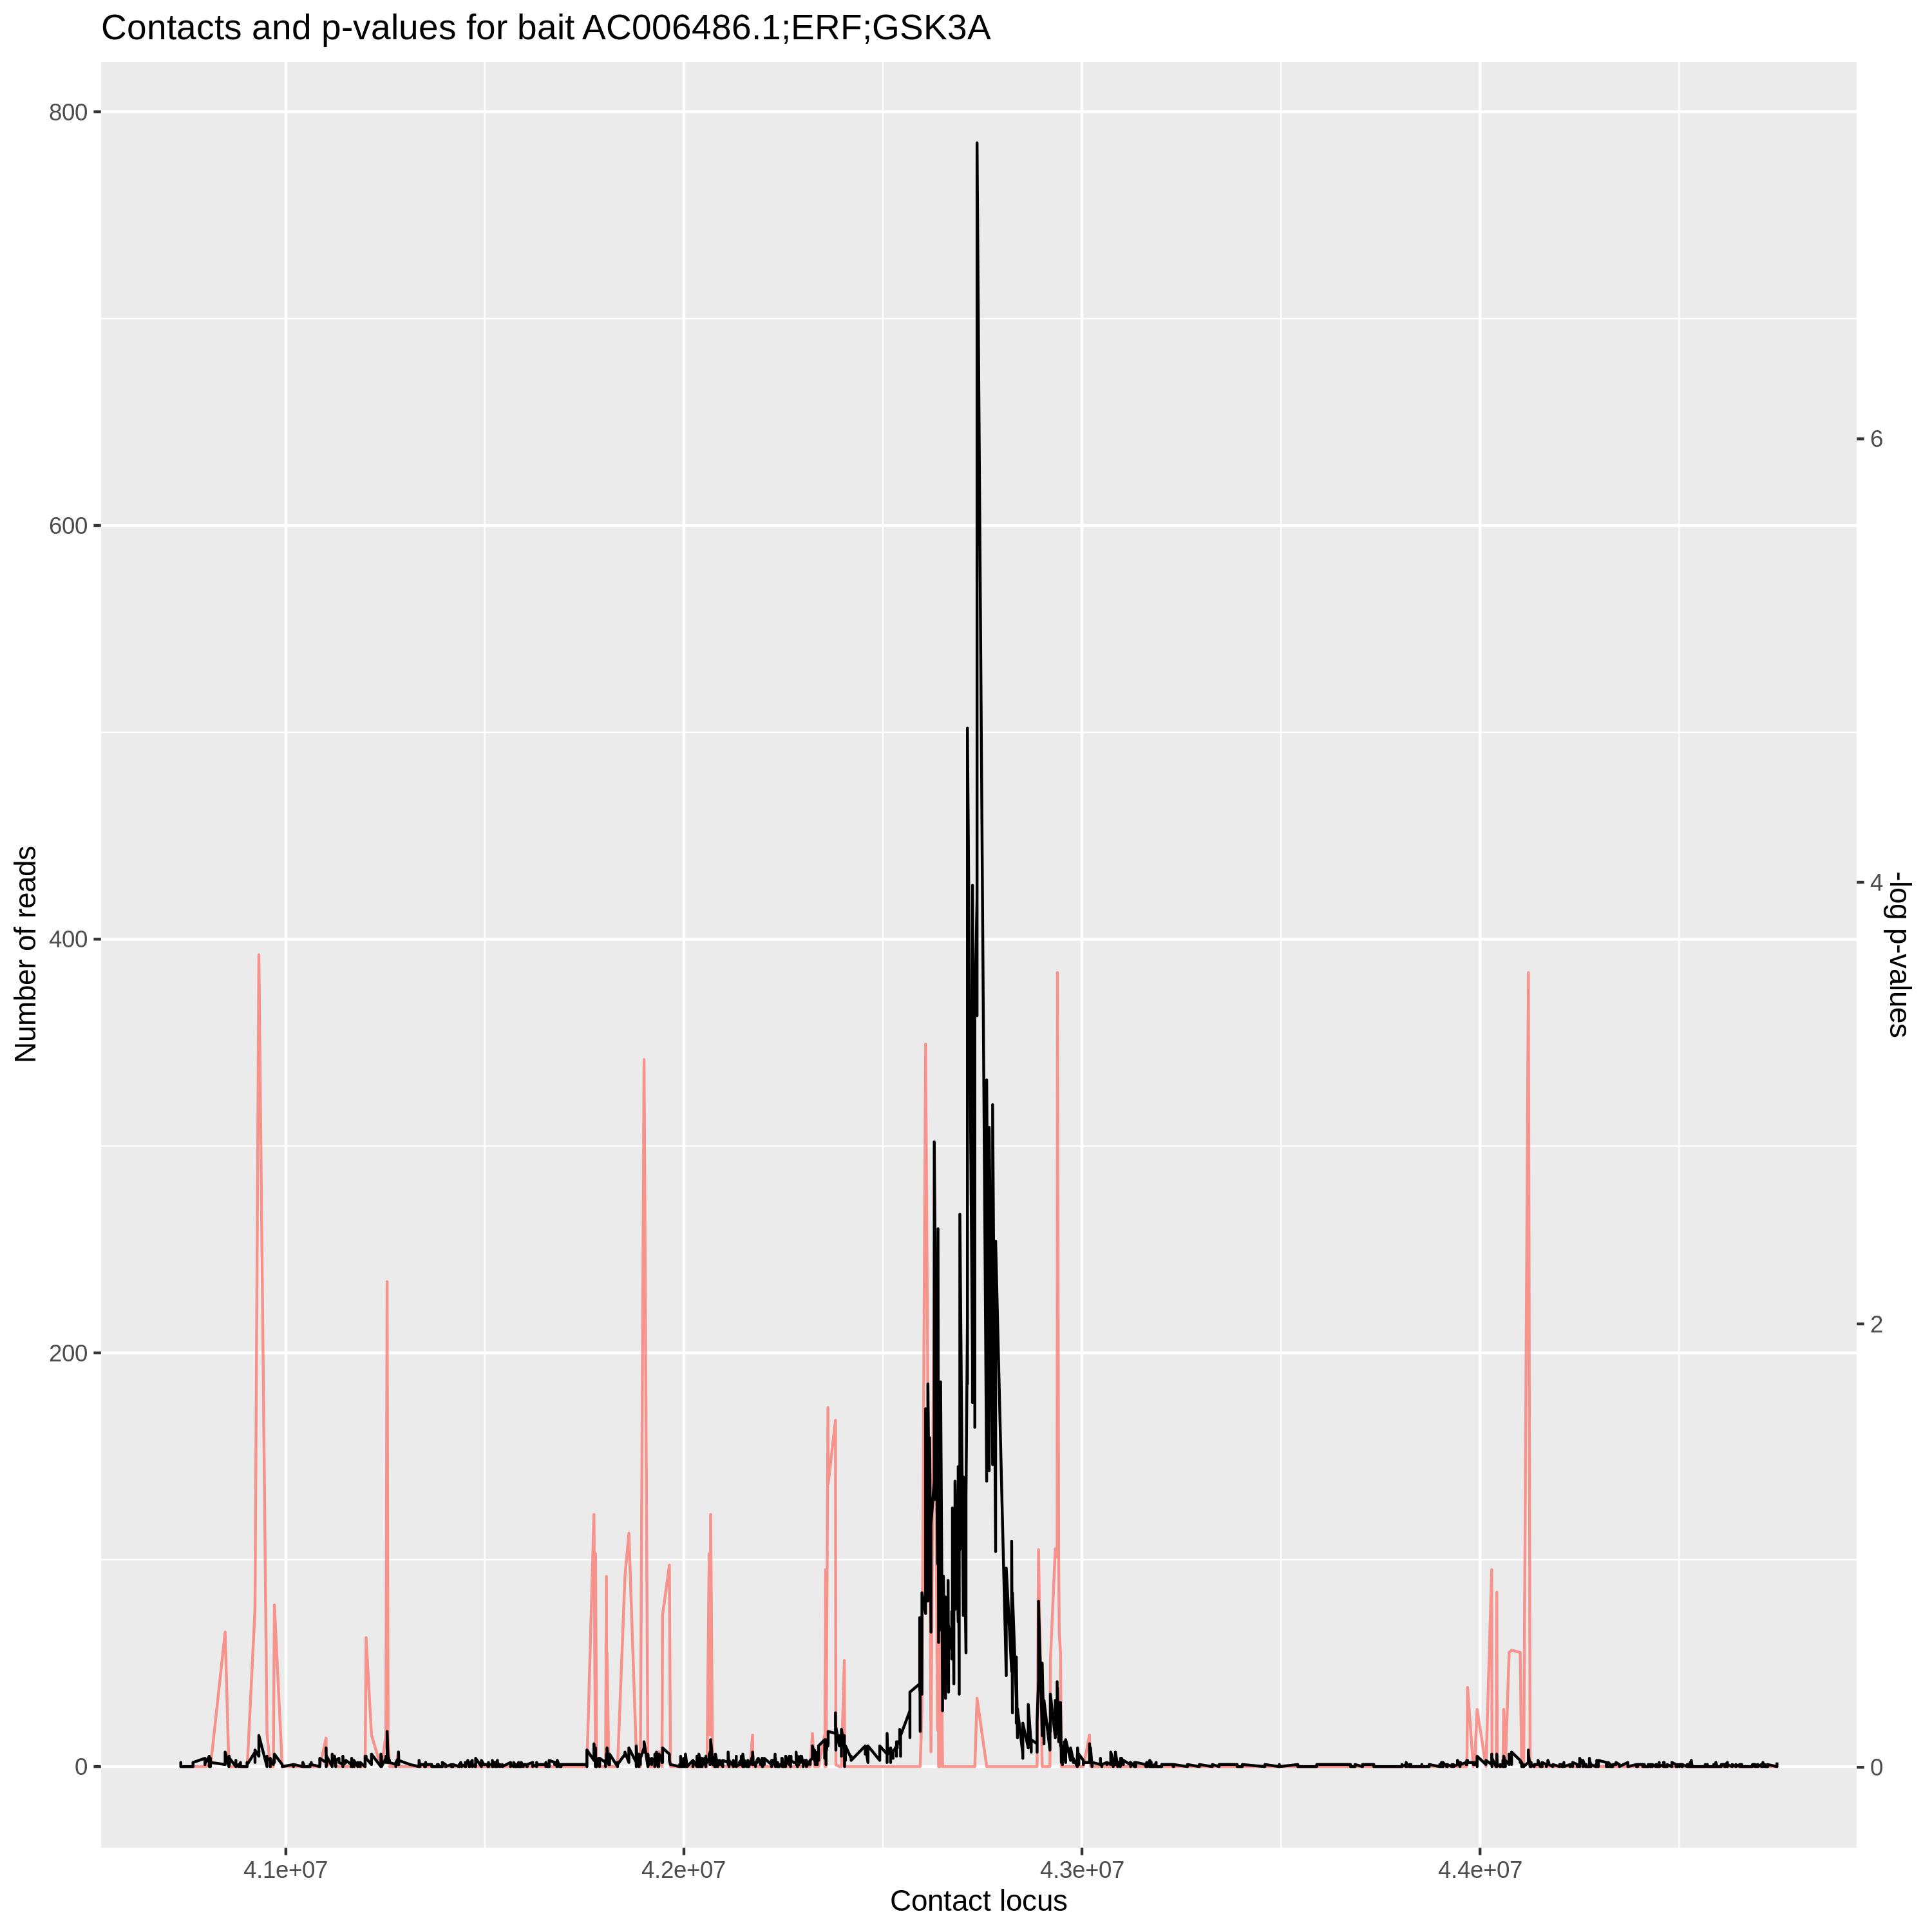 Contacts and p-values for bait AC006486.1;ERF;GSK3A
800
600
400
200
0
Number of reads
6
4
2
0
-log p-values
4.1e+07
4.2e+07
4.3e+07
4.4e+07
Contact locus